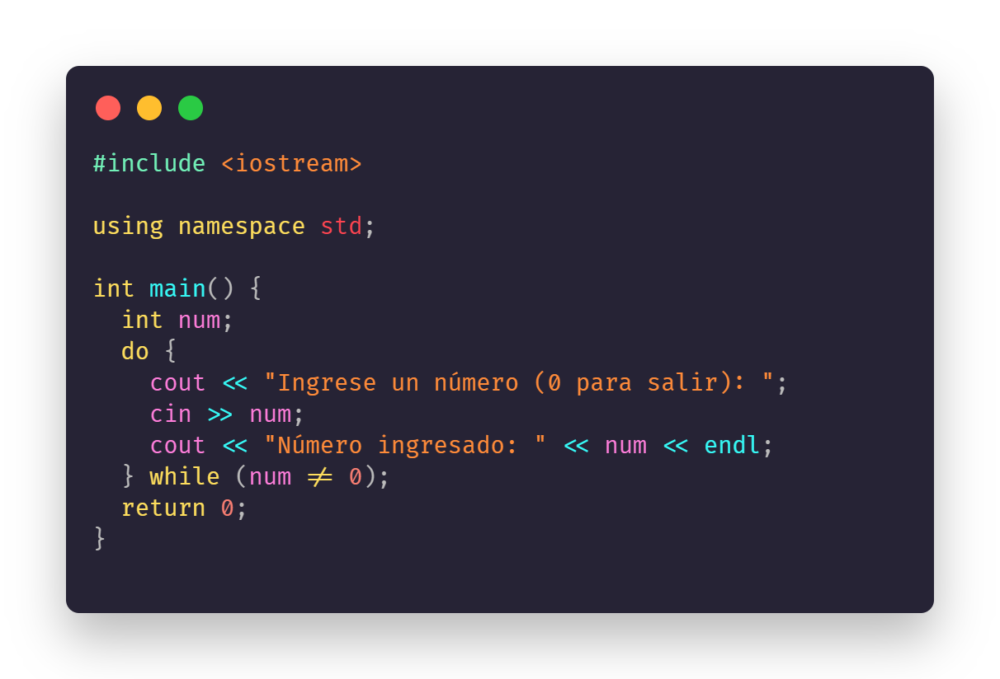 #include <iostream>
using namespace std;
int main() {
  int num;
  do {
    cout << "Ingrese un número (0 para salir): ";
    cin >> num;
    cout << "Número ingresado: " << num << endl;
  } while (num != 0);
  return 0;
}